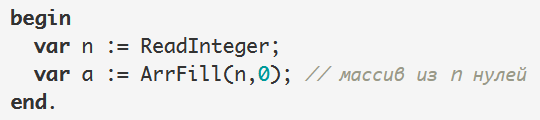 begin
  var n := ReadInteger;
  var a := ArrFill(n,0); // массив из n нулей
end.